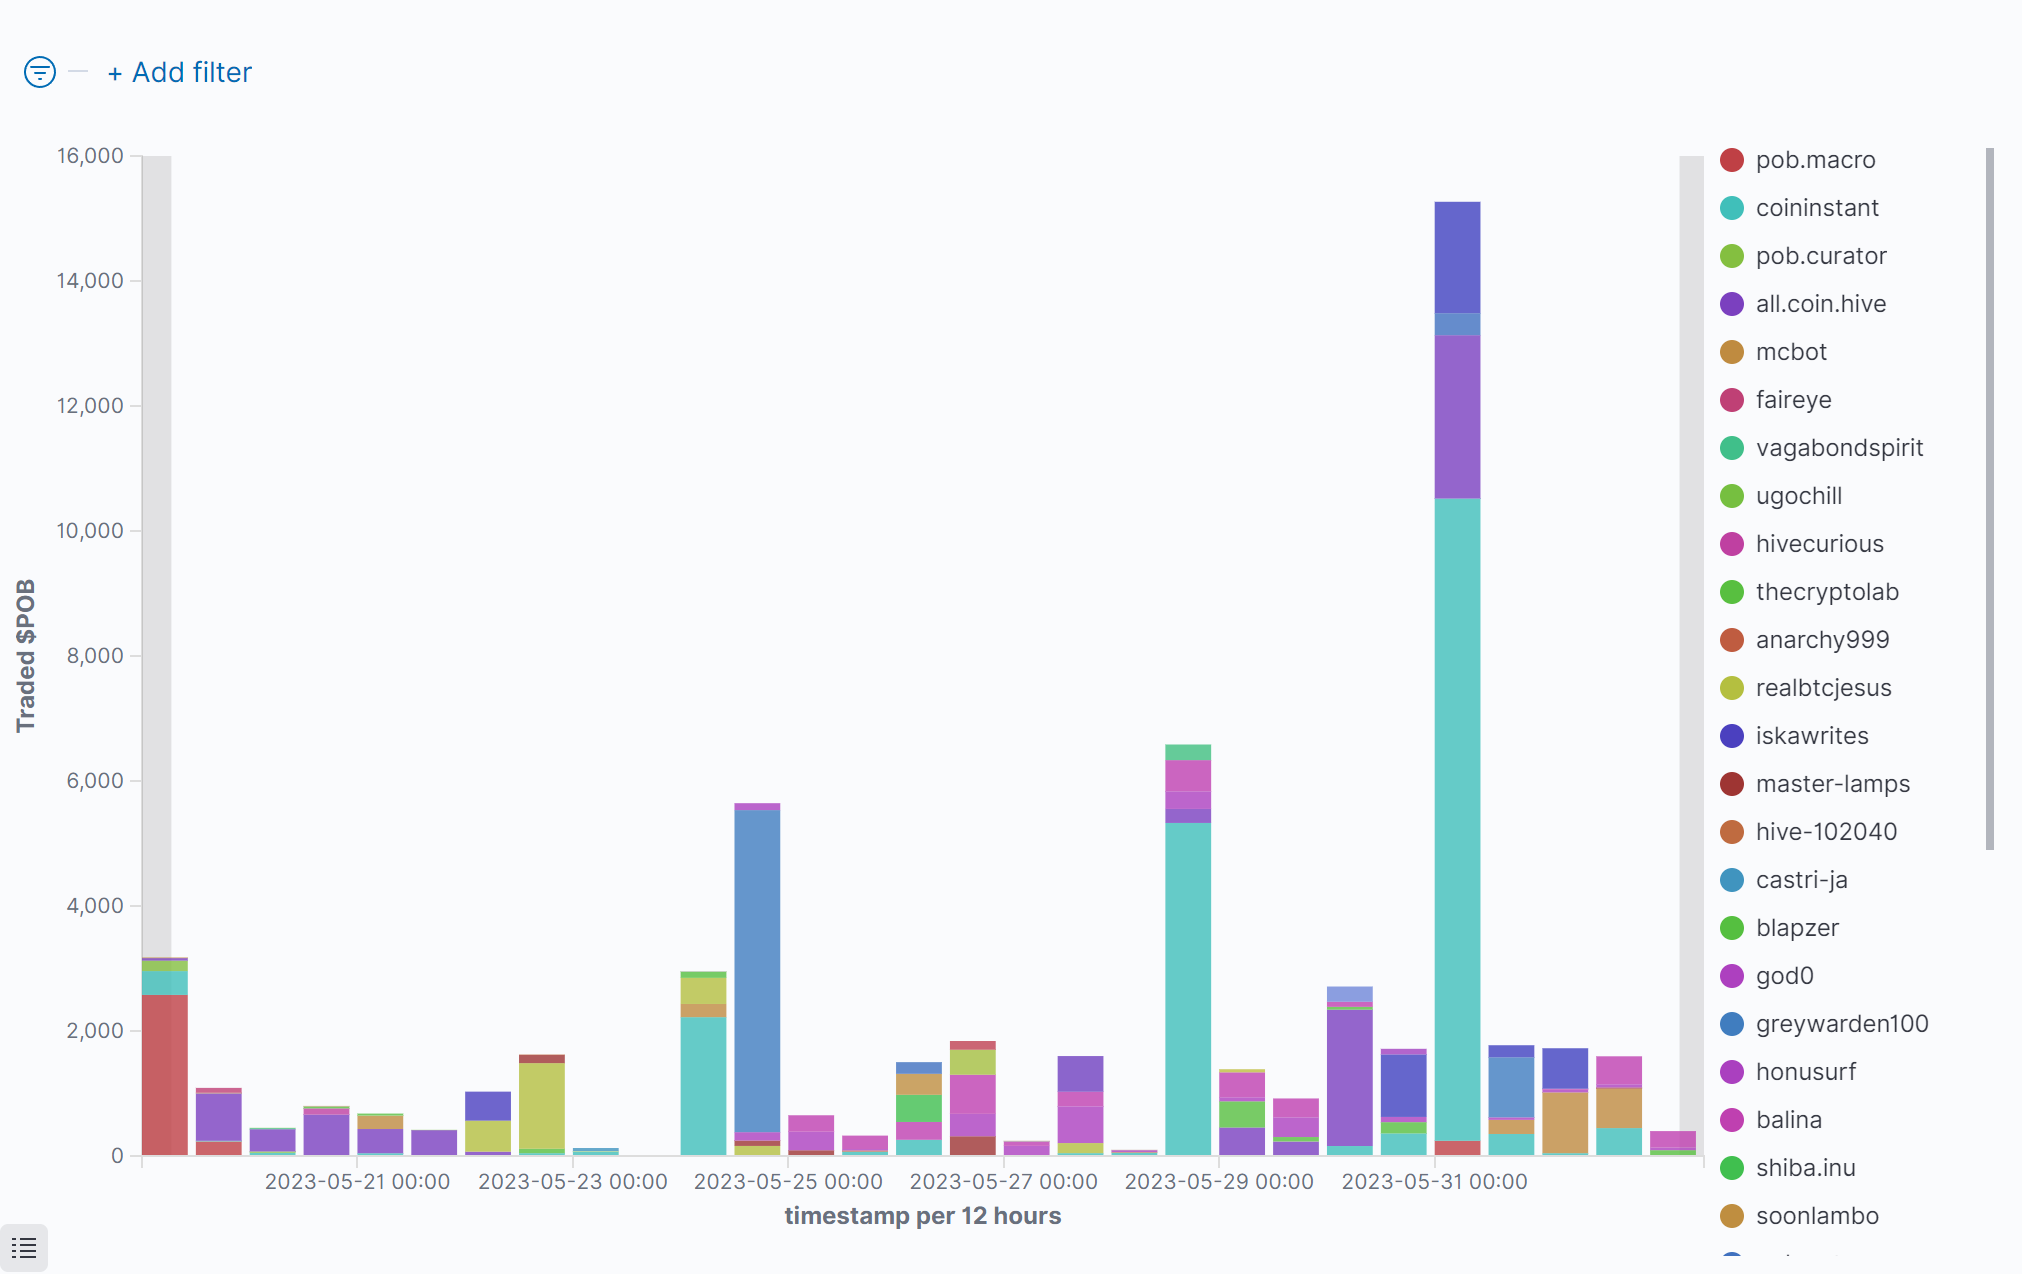 + Add filter
16,000
14,000
12,000
10,000
8,000
6,000
4,000
2,000
0
Traded $POB
2023-05-21 00:00
2023-05-23 00:00
2023-05-25 00:00
2023-05-27 00:00
2023-05-29 00:00
2023-05-31 00:00
timestamp per 12 hours
pob.macro
coininstant
pob.curator
all.coin.hive
mcbot
faireye
vagabondspirit
ugochill
hivecurious
thecryptolab
anarchy999
realbtcjesus
iskawrites
master-lamps
hive-102040
castri-ja
blapzer
god0
greywarden100
honusurf
balina
shiba.inu
soonlambo